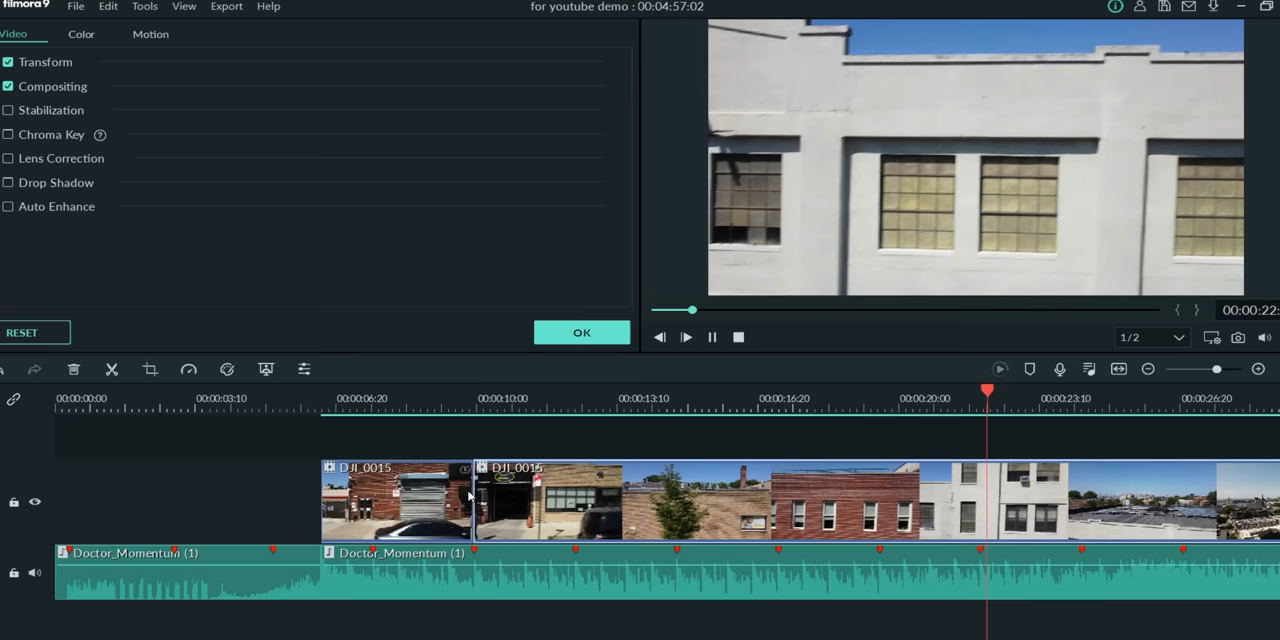 filmora9 File Edit Tools View Export Help for youtube demo : 00:04:57:02
Video Color Motion
Transform
Compositing
Stabilization
Chroma Key ?
Lens Correction
Drop Shadow
Auto Enhance
RESET OK
{ } 00:00:22:
1/2
00:00:00:00 00:00:03:10 00:00:06:20 00:00:10:00 00:00:13:10 00:00:16:20 00:00:20:00 00:00:23:10 00:00:26:20
DJI_0015 DJI_0015
Doctor_Momentum (1) Doctor_Momentum (1)